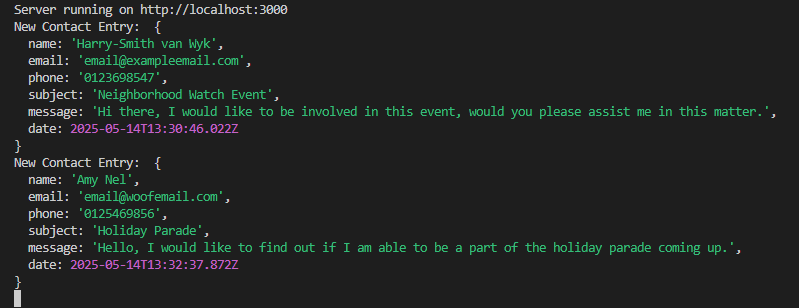 Server running on http://localhost:3000
New Contact Entry:  {
  name: 'Harry-Smith van Wyk',
  email: 'email@exampleemail.com',
  phone: '0123698547',
  subject: 'Neighborhood Watch Event',
  message: 'Hi there, I would like to be involved in this event, would you please assist me in this matter.',
  date: 2025-05-14T13:30:46.022Z
}
New Contact Entry:  {
  name: 'Amy Nel',
  email: 'email@woofemail.com',
  phone: '0125469856',
  subject: 'Holiday Parade',
  message: 'Hello, I would like to find out if I am able to be a part of the holiday parade coming up.',
  date: 2025-05-14T13:32:37.872Z
}